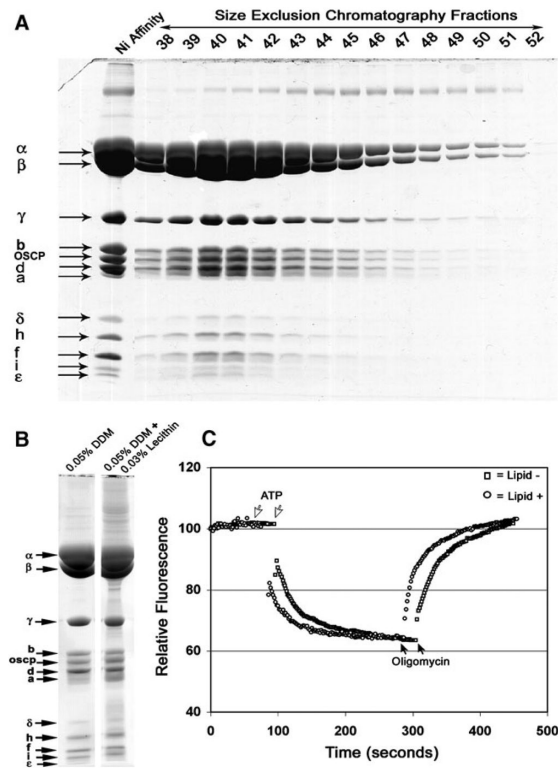 A
Size Exclusion Chromatography Fractions
Ni Affinity 38 39 40 41 42 43 44 45 46 47 48 49 50 51 52
α
β
γ
b
OSCP
d
a
δ
h
f
i
ε
B
0.05% DDM
0.05% DDM +
0.03% Lecithin
α
β
γ
b
oscp
d
a
δ
h
f
i
ε
C
Relative Fluorescence
120
100
80
60
40
ATP
□ = Lipid -
○ = Lipid +
Oligomycin
0 100 200 300 400 500
Time (seconds)